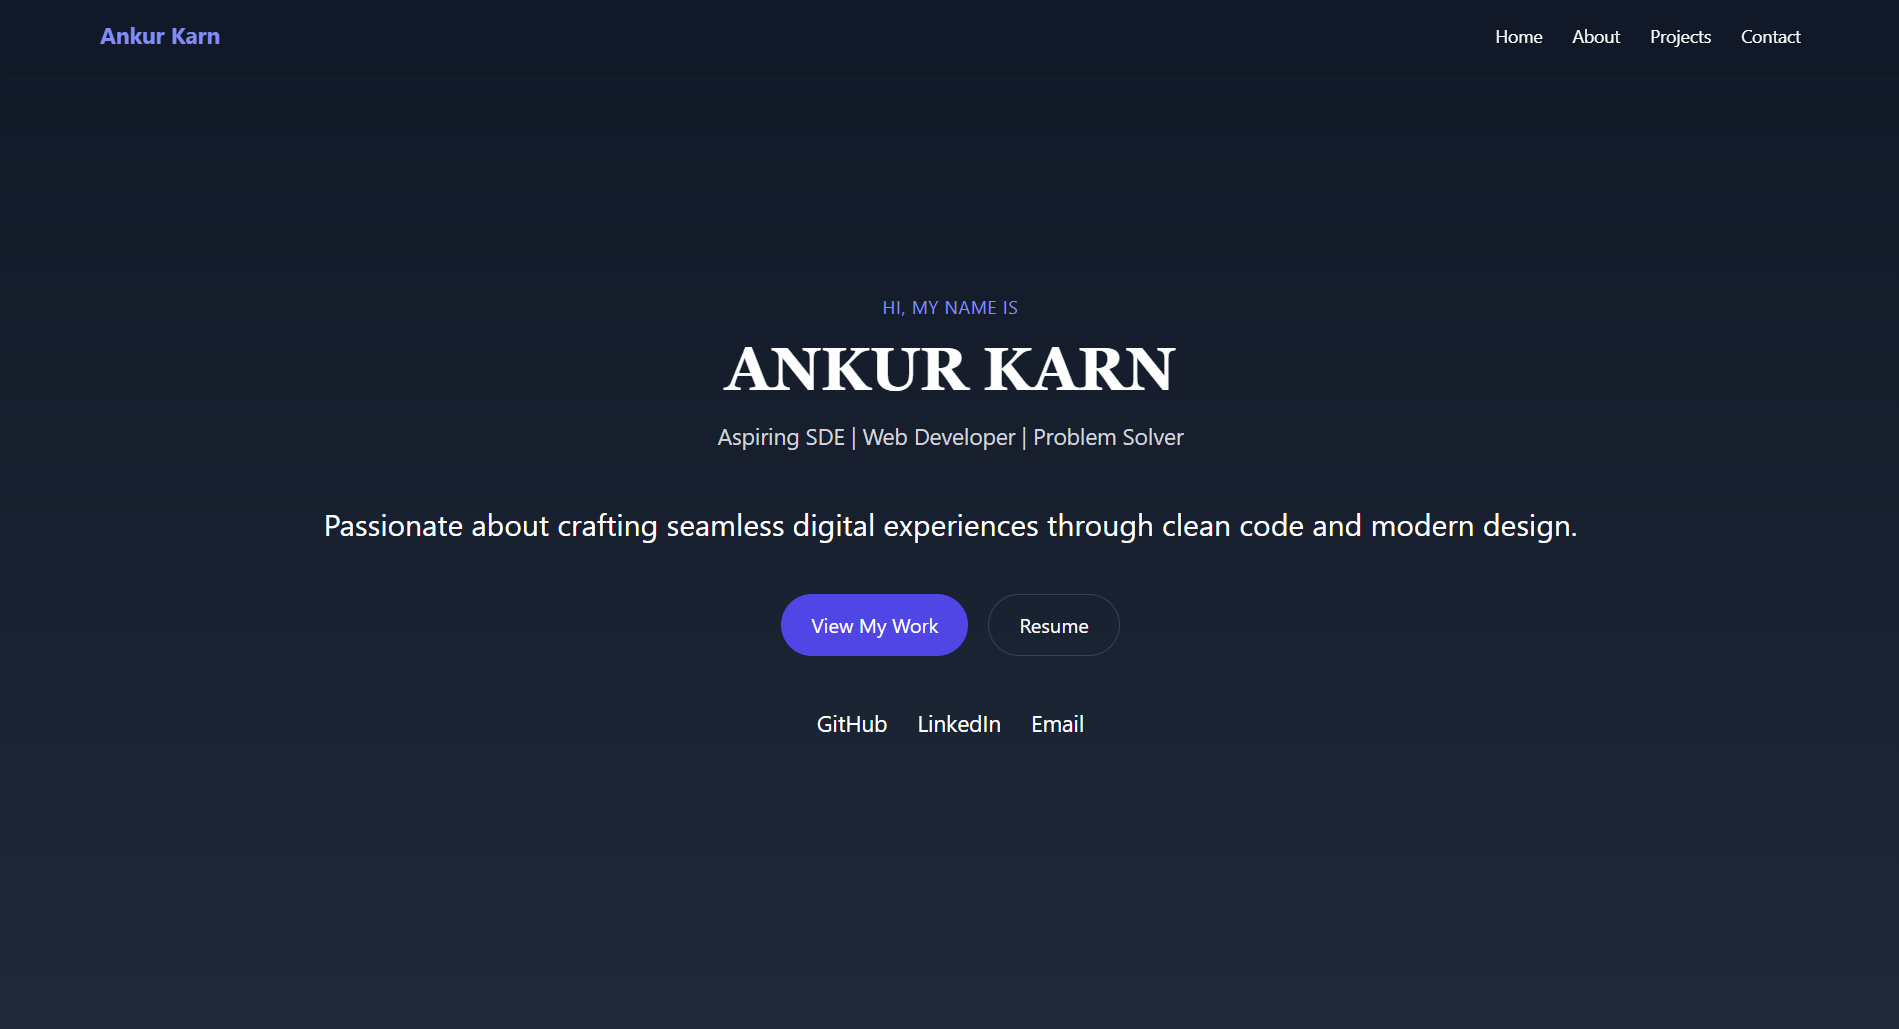 Ankur Karn
Home About Projects Contact
HI, MY NAME IS
ANKUR KARN
Aspiring SDE | Web Developer | Problem Solver
Passionate about crafting seamless digital experiences through clean code and modern design.
View My Work Resume
GitHub LinkedIn Email